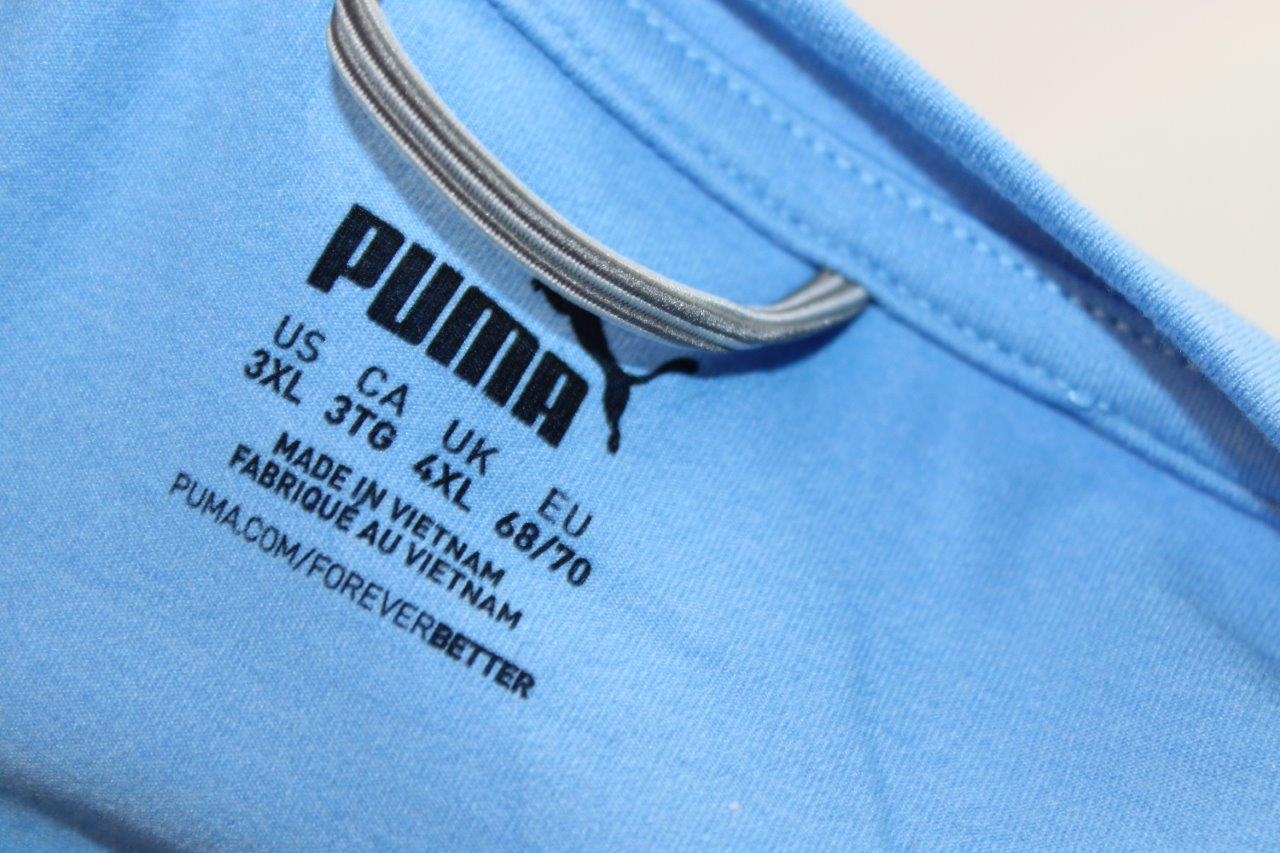 PUMA
US CA UK EU
3XL 3TG 4XL 68/70
MADE IN VIETNAM
FABRIQUÉ AU VIETNAM
PUMA.COM/FOREVERBETTER